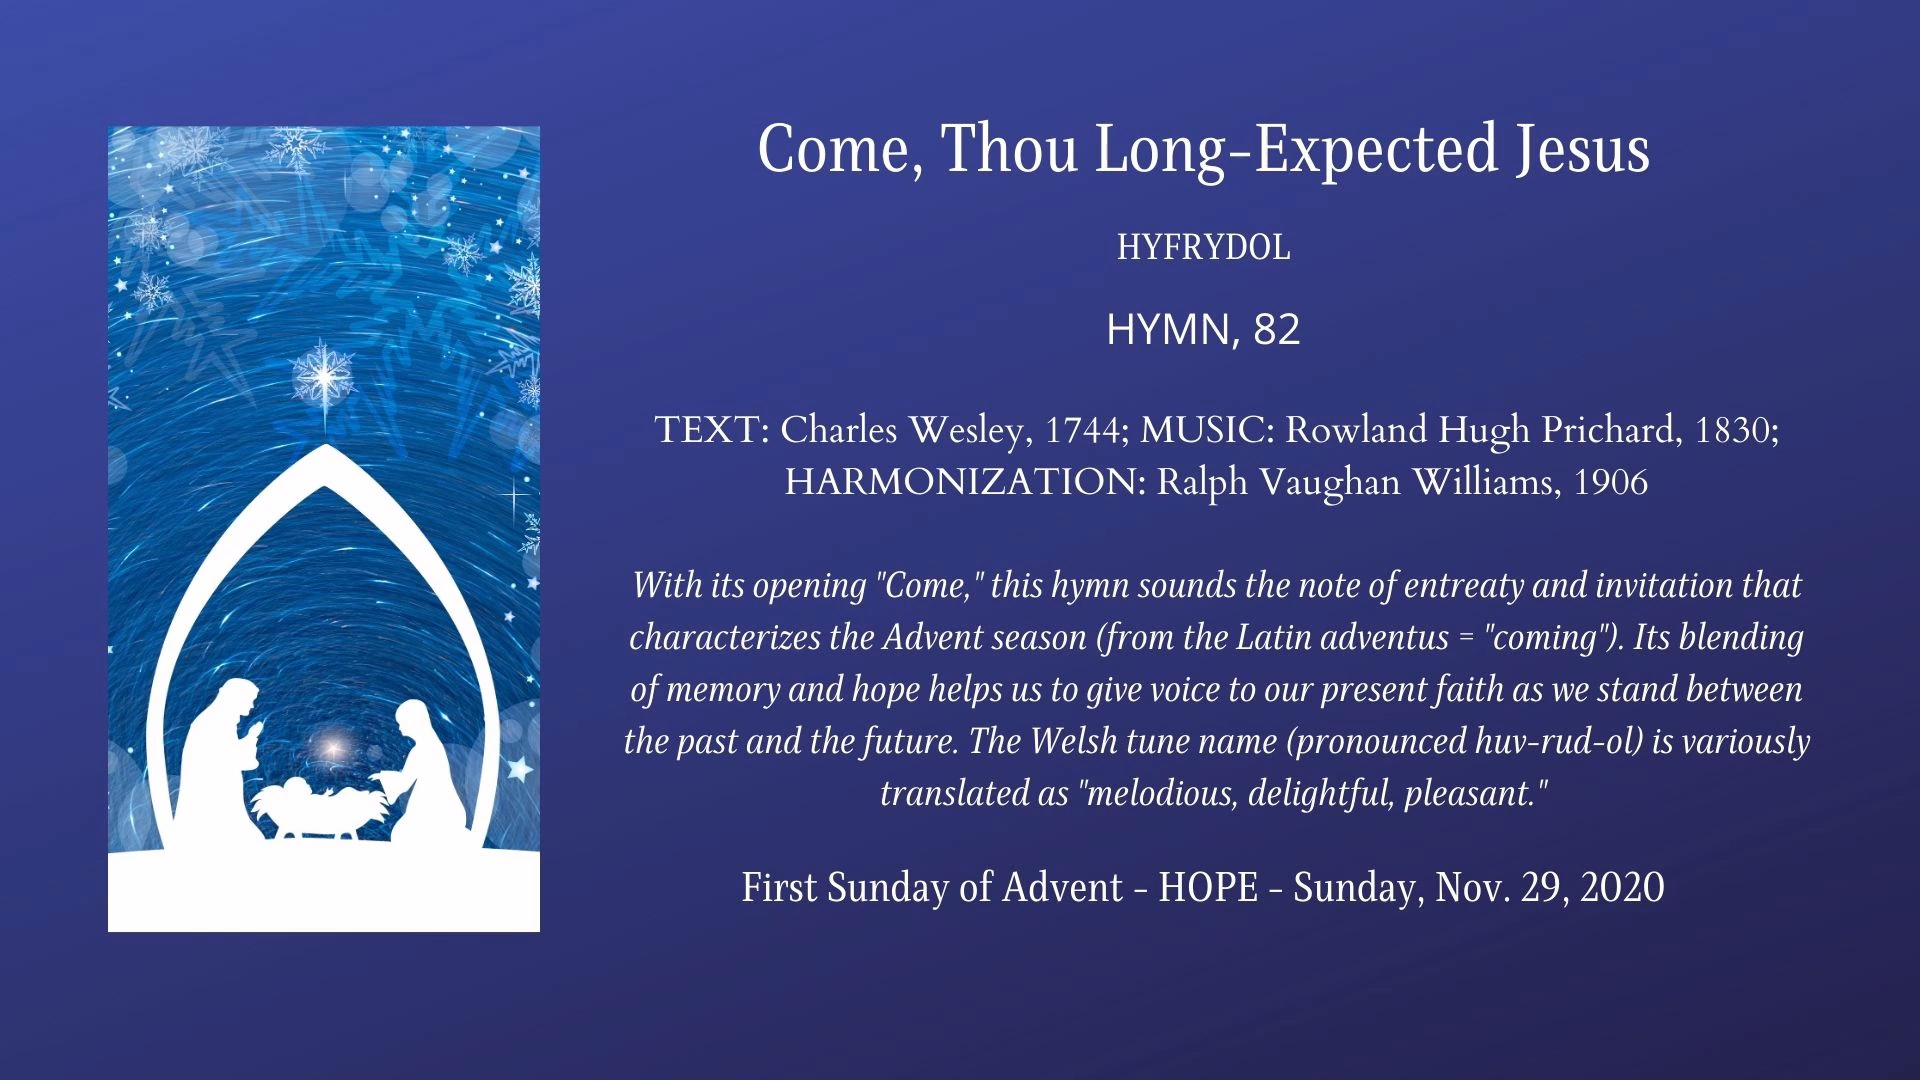 Come, Thou Long-Expected Jesus
HYFRYDOL
HYMN, 82
TEXT: Charles Wesley, 1744; MUSIC: Rowland Hugh Prichard, 1830;
HARMONIZATION: Ralph Vaughan Williams, 1906
With its opening "Come," this hymn sounds the note of entreaty and invitation that
characterizes the Advent season (from the Latin adventus = "coming"). Its blending
of memory and hope helps us to give voice to our present faith as we stand between
the past and the future. The Welsh tune name (pronounced huv-rud-ol) is variously
translated as "melodious, delightful, pleasant."
First Sunday of Advent - HOPE - Sunday, Nov. 29, 2020